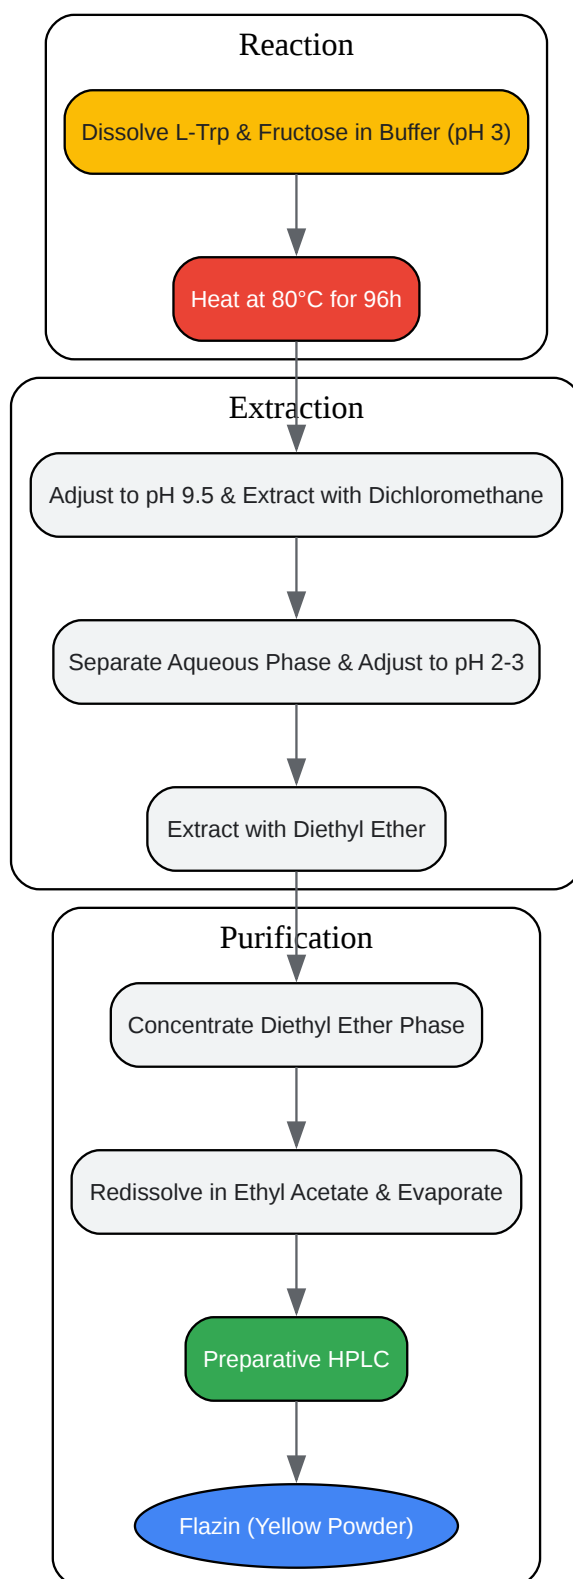 Reaction
Dissolve L-Trp & Fructose in Buffer (pH 3)
Heat at 80°C for 96h
Extraction
Adjust to pH 9.5 & Extract with Dichloromethane
Separate Aqueous Phase & Adjust to pH 2-3
Extract with Diethyl Ether
Purification
Concentrate Diethyl Ether Phase
Redissolve in Ethyl Acetate & Evaporate
Preparative HPLC
Flazin (Yellow Powder)